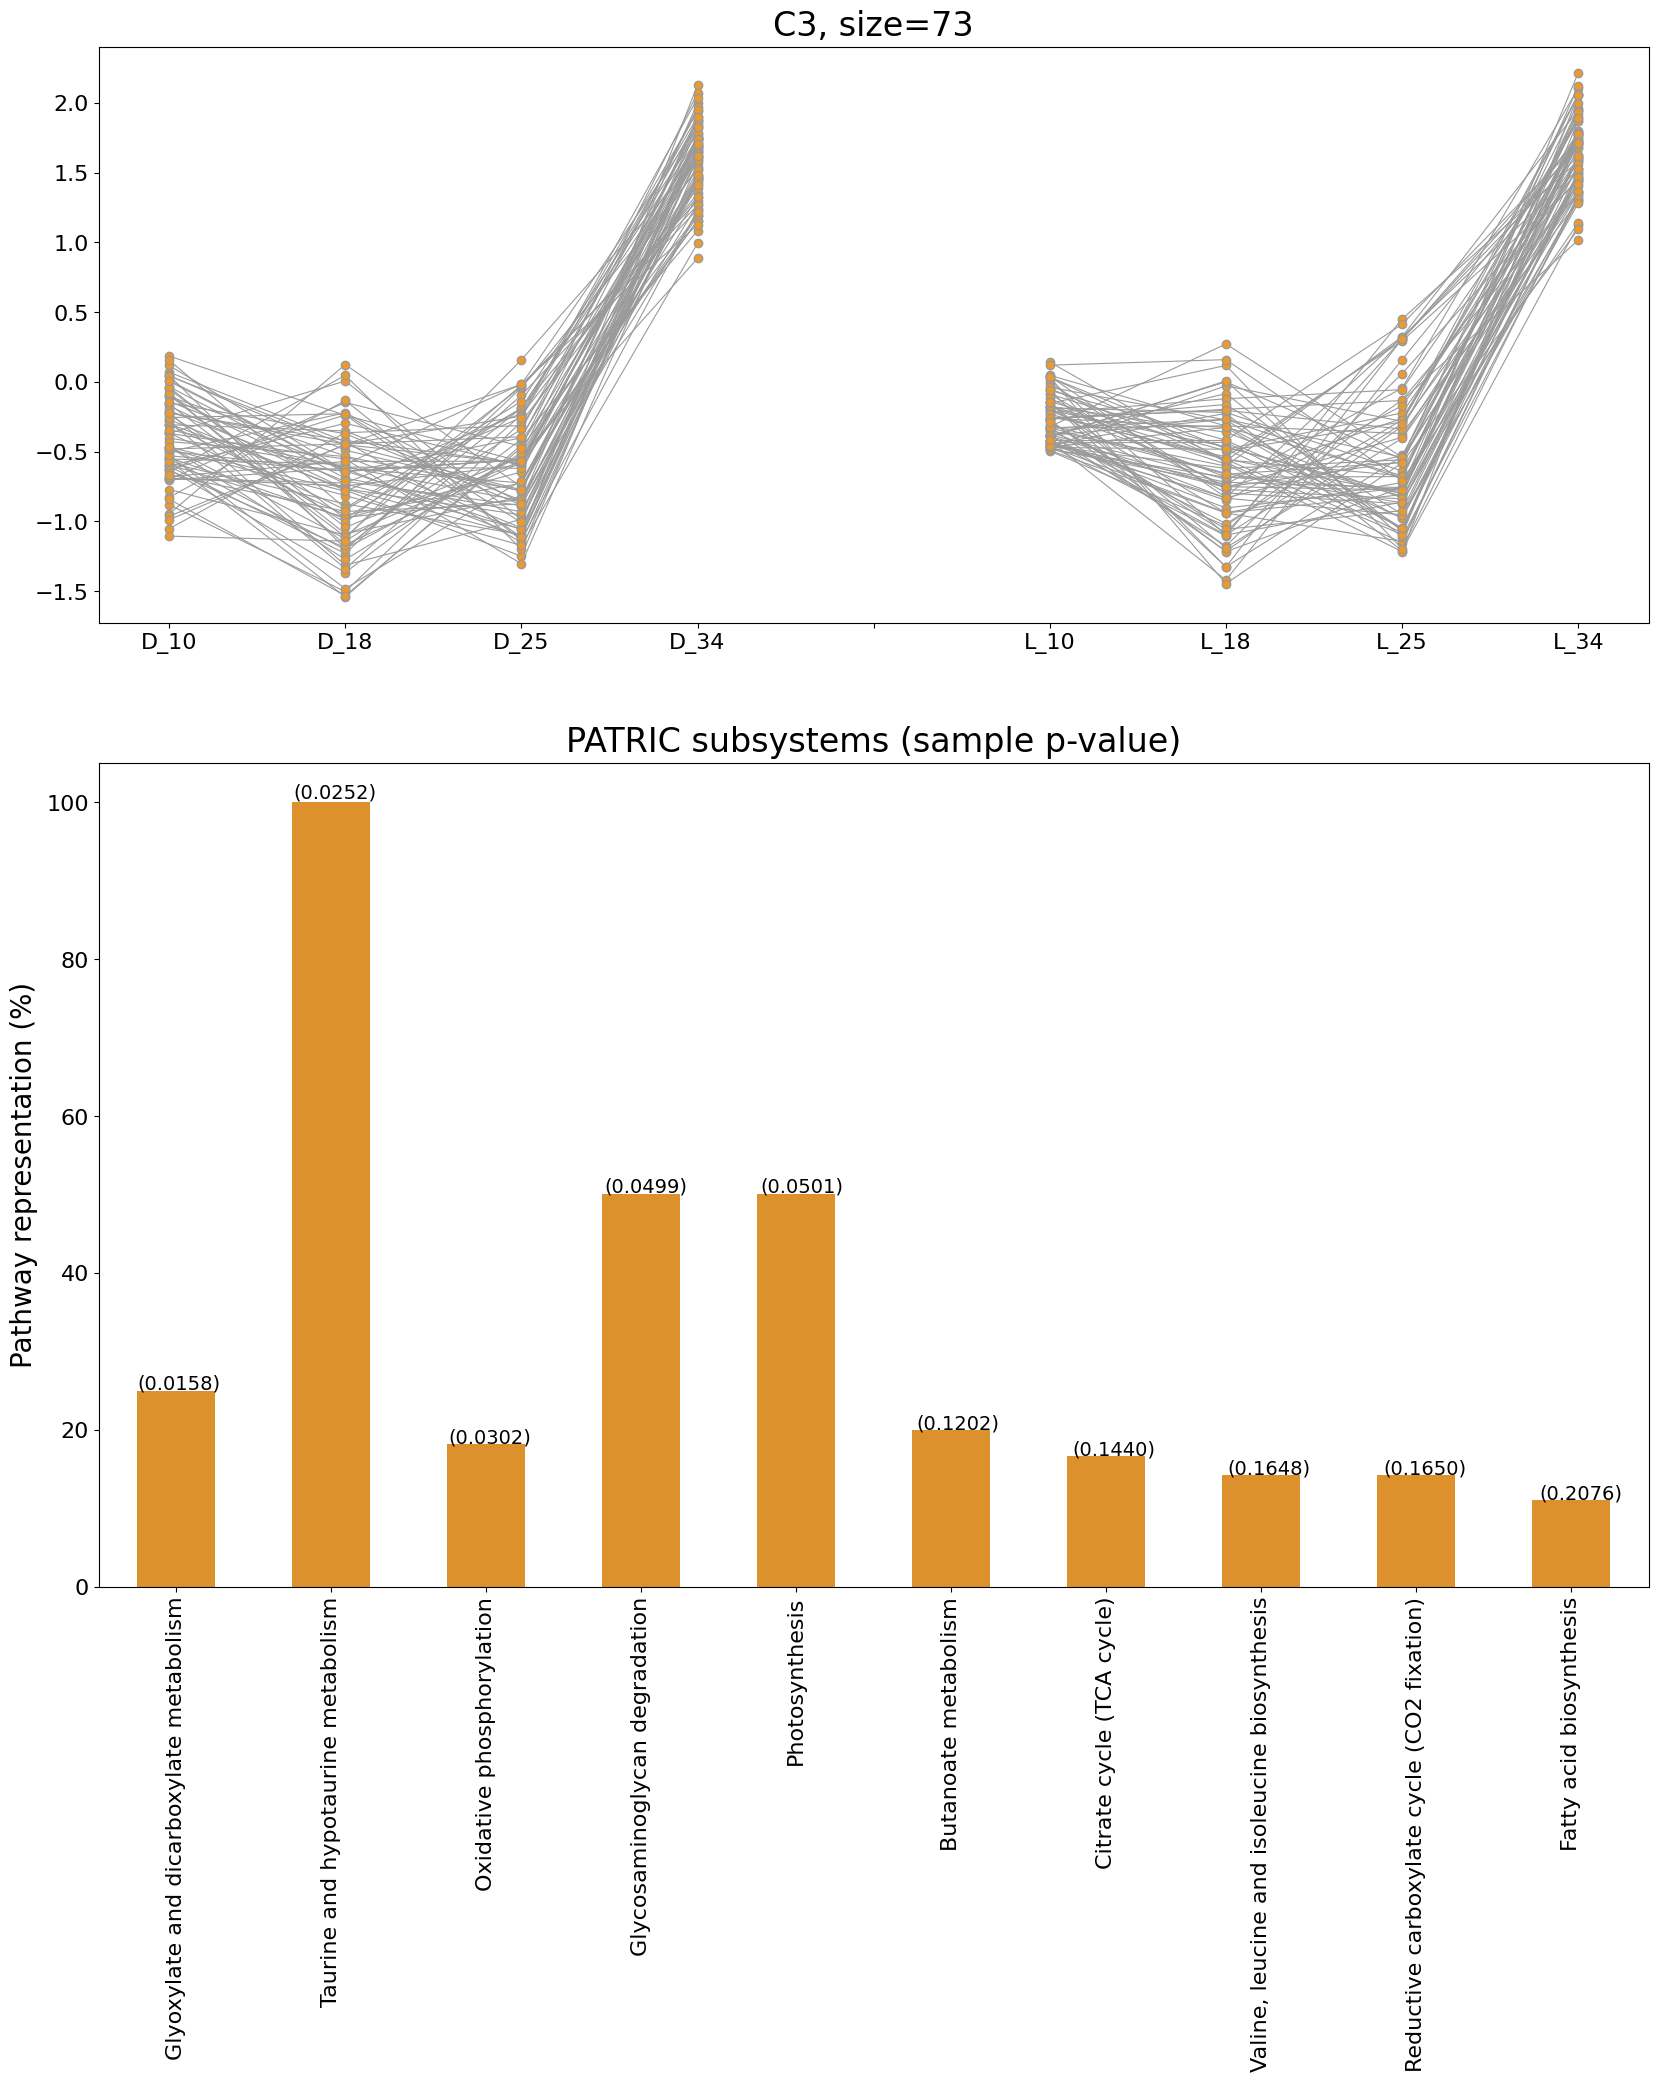 C3, size=73
2.0
1.5
1.0
0.5
0.0
−0.5
−1.0
−1.5
D_10 D_18 D_25 D_34 L_10 L_18 L_25 L_34
PATRIC subsystems (sample p-value)
Pathway representation (%)
100
80
60
40
20
0
(0.0158)
(0.0252)
(0.0302)
(0.0499)
(0.0501)
(0.1202)
(0.1440)
(0.1648)
(0.1650)
(0.2076)
Glyoxylate and dicarboxylate metabolism
Taurine and hypotaurine metabolism
Oxidative phosphorylation
Glycosaminoglycan degradation
Photosynthesis
Butanoate metabolism
Citrate cycle (TCA cycle)
Valine, leucine and isoleucine biosynthesis
Reductive carboxylate cycle (CO2 fixation)
Fatty acid biosynthesis